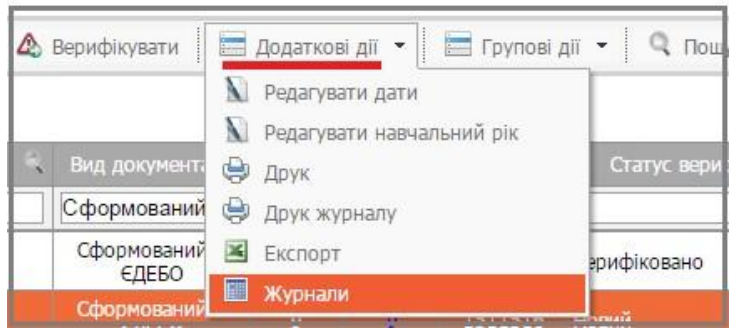 Верифікувати Додаткові дії Групові дії
Редагувати дати
Редагувати навчальний рік
Вид документа Друк Статус вери
Сформований Друк журналу
Сформований Експорт
ЄДЕБО
Журнали
Сформований Новий